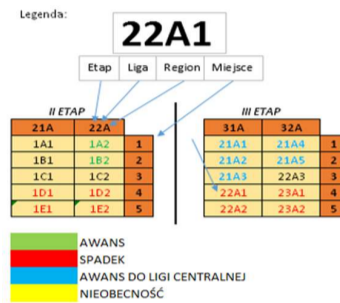 Legenda:
22A1
Etap Liga Region Miejsce
II ETAP
21A 22A
1A1 1A2 1
1B1 1B2 2
1C1 1C2 3
1D1 1D2 4
1E1 1E2 5
III ETAP
31A 32A
21A1 21A4 1
21A2 21A5 2
21A3 22A3 3
22A1 23A1 4
22A2 23A2 5
AWANS
SPADEK
AWANS DO LIGI CENTRALNEJ
NIEOBECNOŚĆ